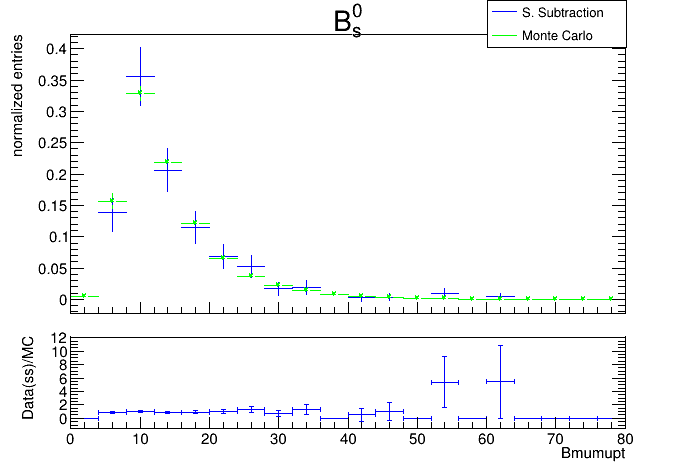 B_s^0
S. Subtraction
Monte Carlo
normalized entries
0.4
0.35
0.3
0.25
0.2
0.15
0.1
0.05
0
Data(ss)/MC
12
10
8
6
4
2
0
0 10 20 30 40 50 60 70 80
Bmumupt